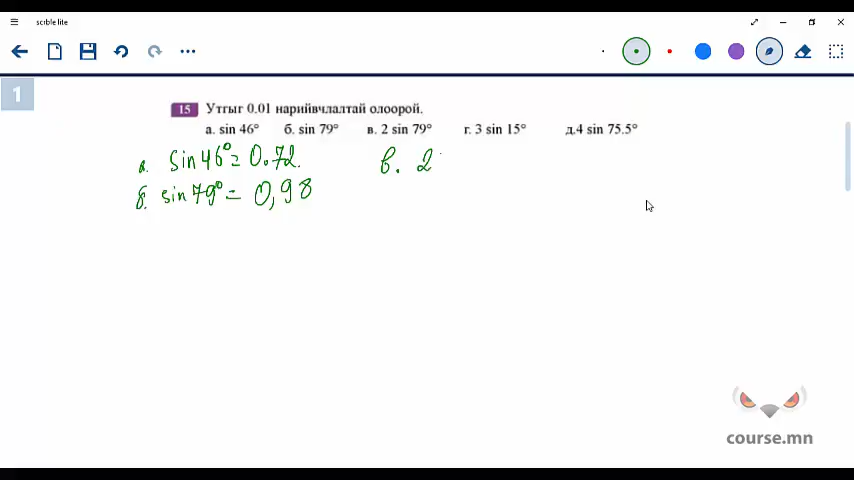 scrble lite
1
15 Утгыг 0.01 нарийвчлалтай олоорой.
а. sin 46° б. sin 79° в. 2 sin 79° г. 3 sin 15° д.4 sin 75.5°
а. sin 46° = 0.72. в. 2
б. sin 79° = 0,98
course.mn